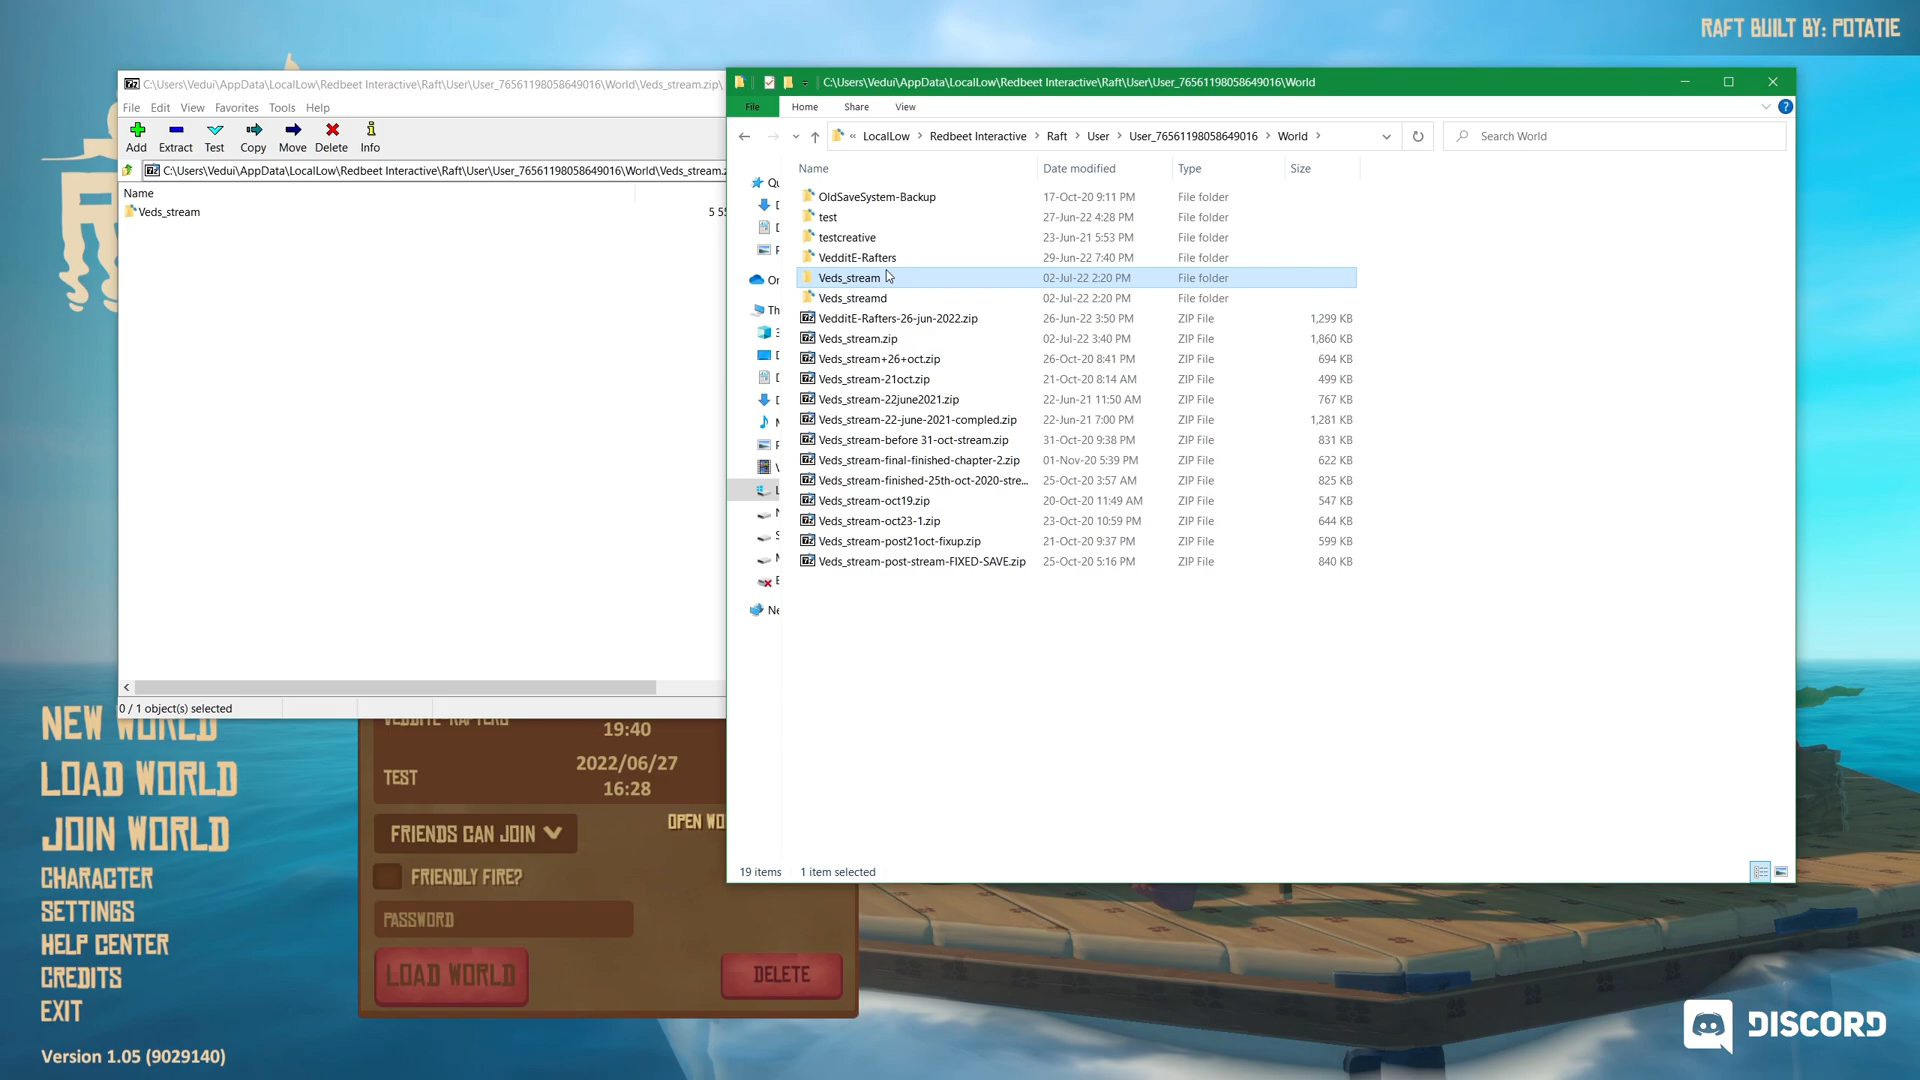 RAFT BUILT BY: POTATIE
C:\Users\Vedui\AppData\LocalLow\Redbeet Interactive\Raft\User\User_76561198058649016\World\Veds_stream.zip\
File Edit View Favorites Tools Help
Add Extract Test Copy Move Delete Info
C:\Users\Vedui\AppData\LocalLow\Redbeet Interactive\Raft\User\User_76561198058649016\World\Veds_stream.
Name
Veds_stream 5 5
0 / 1 object(s) selected
C:\Users\Vedui\AppData\LocalLow\Redbeet Interactive\Raft\User\User_76561198058649016\World
File Home Share View
« LocalLow > Redbeet Interactive > Raft > User > User_76561198058649016 > World >
Search World
Name Date modified Type Size
OldSaveSystem-Backup 17-Oct-20 9:11 PM File folder
test 27-Jun-22 4:28 PM File folder
testcreative 23-Jun-21 5:53 PM File folder
VedditE-Rafters 29-Jun-22 7:40 PM File folder
Veds_stream 02-Jul-22 2:20 PM File folder
Veds_streamd 02-Jul-22 2:20 PM File folder
VedditE-Rafters-26-jun-2022.zip 26-Jun-22 3:50 PM ZIP File 1,299 KB
Veds_stream.zip 02-Jul-22 3:40 PM ZIP File 1,860 KB
Veds_stream+26+oct.zip 26-Oct-20 8:41 PM ZIP File 694 KB
Veds_stream-21oct.zip 21-Oct-20 8:14 AM ZIP File 499 KB
Veds_stream-22june2021.zip 22-Jun-21 11:50 AM ZIP File 767 KB
Veds_stream-22-june-2021-compled.zip 22-Jun-21 7:00 PM ZIP File 1,281 KB
Veds_stream-before 31-oct-stream.zip 31-Oct-20 9:38 PM ZIP File 831 KB
Veds_stream-final-finished-chapter-2.zip 01-Nov-20 5:39 PM ZIP File 622 KB
Veds_stream-finished-25th-oct-2020-stre... 25-Oct-20 3:57 AM ZIP File 825 KB
Veds_stream-oct19.zip 20-Oct-20 11:49 AM ZIP File 547 KB
Veds_stream-oct23-1.zip 23-Oct-20 10:59 PM ZIP File 644 KB
Veds_stream-post21oct-fixup.zip 21-Oct-20 9:37 PM ZIP File 599 KB
Veds_stream-post-stream-FIXED-SAVE.zip 25-Oct-20 5:16 PM ZIP File 840 KB
19 items 1 item selected
NEW WORLD
LOAD WORLD
JOIN WORLD
CHARACTER
SETTINGS
HELP CENTER
CREDITS
EXIT
Version 1.05 (9029140)
VEDDITE-RAFTERS
19:40
TEST
2022/06/27
16:28
OPEN WO
FRIENDS CAN JOIN
FRIENDLY FIRE?
PASSWORD
LOAD WORLD
DELETE
DISCORD